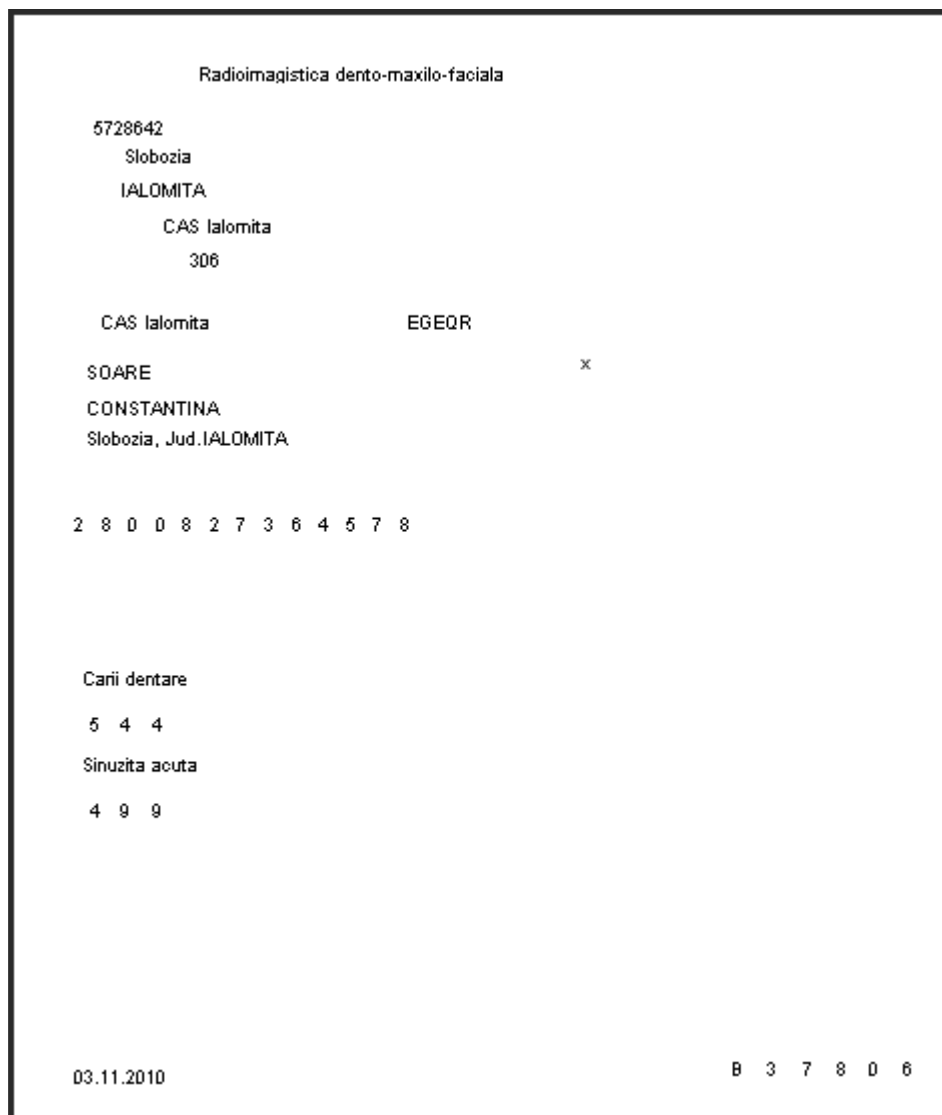 Radioimagistica dento-maxilo-faciala
5728642
Slobozia
IALOMITA
CAS Ialomita
306
CAS Ialomita EGEQR
SOARE x
CONSTANTINA
Slobozia, Jud.IALOMITA
2 8 0 0 8 2 7 3 6 4 5 7 8
Carii dentare
5 4 4
Sinuzita acuta
4 9 9
03.11.2010 B 3 7 8 0 6